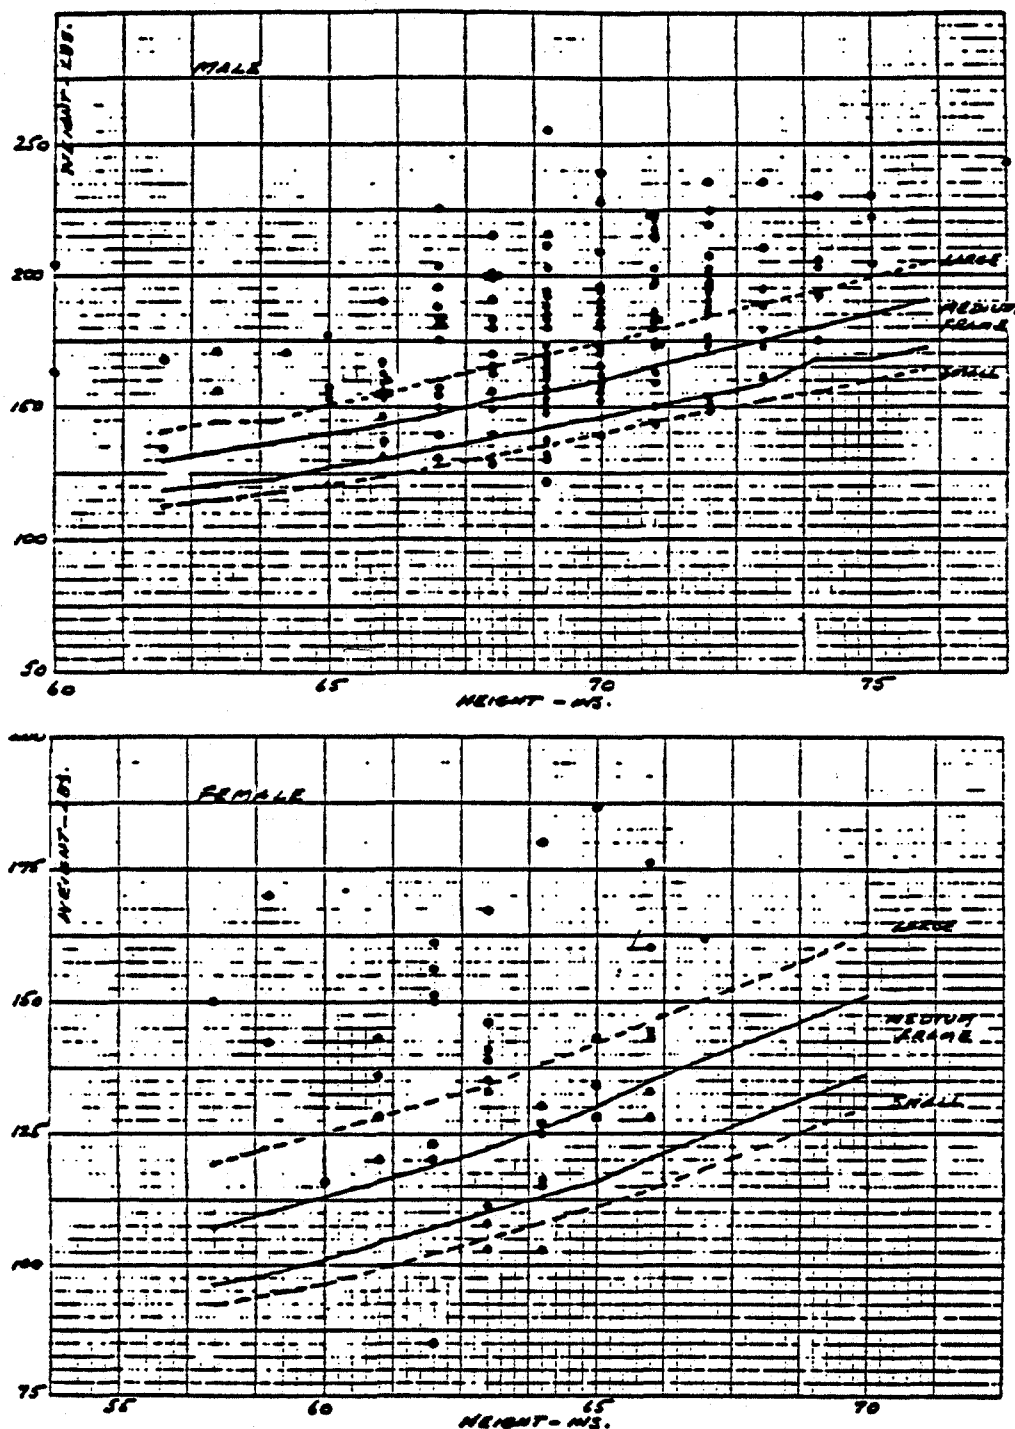 WEIGHT - LBS.
MALE
250
200
150
100
50
LARGE
MEDIUM
FRAME
SMALL
60 65 70 75
HEIGHT - INS.
WEIGHT - LBS.
FEMALE
175
150
125
100
75
LARGE
MEDIUM
FRAME
SMALL
55 60 65 70
HEIGHT - INS.